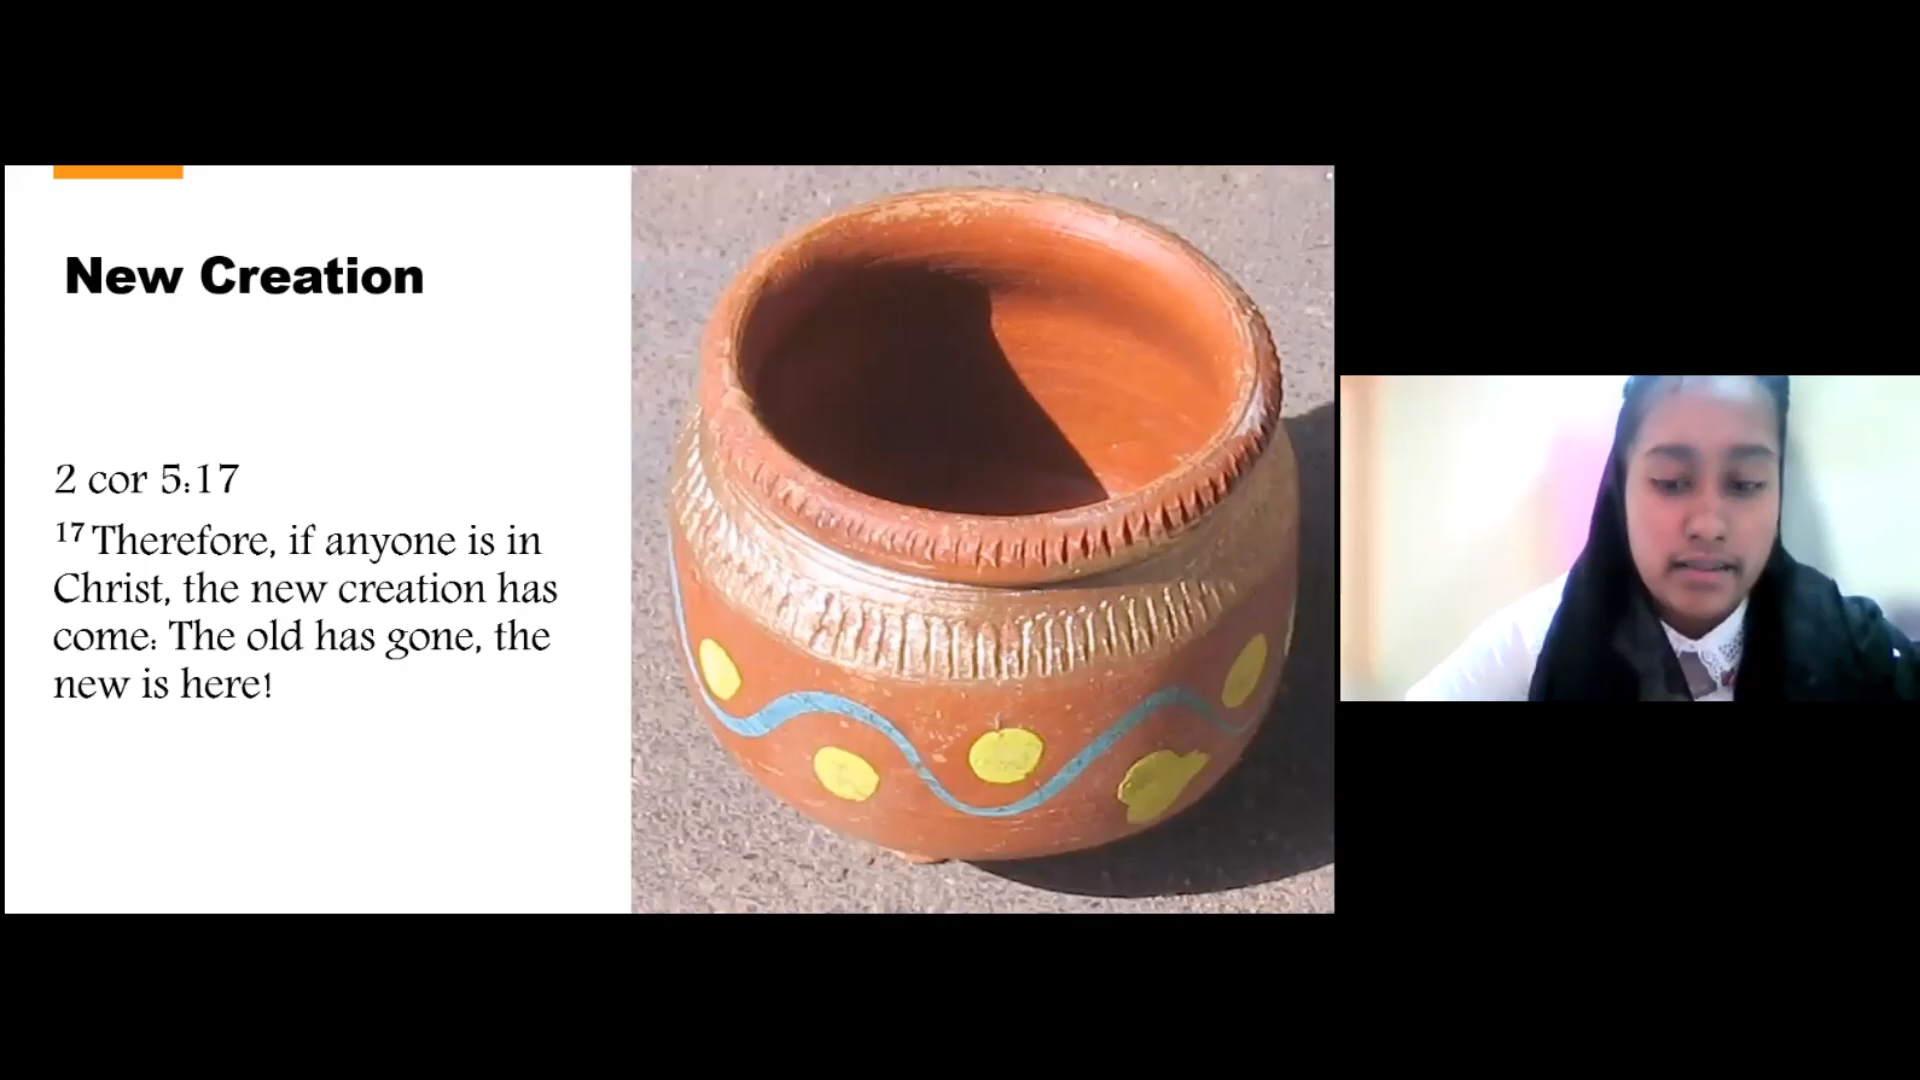 New Creation
2 cor 5:17
17 Therefore, if anyone is in
Christ, the new creation has
come: The old has gone, the
new is here!